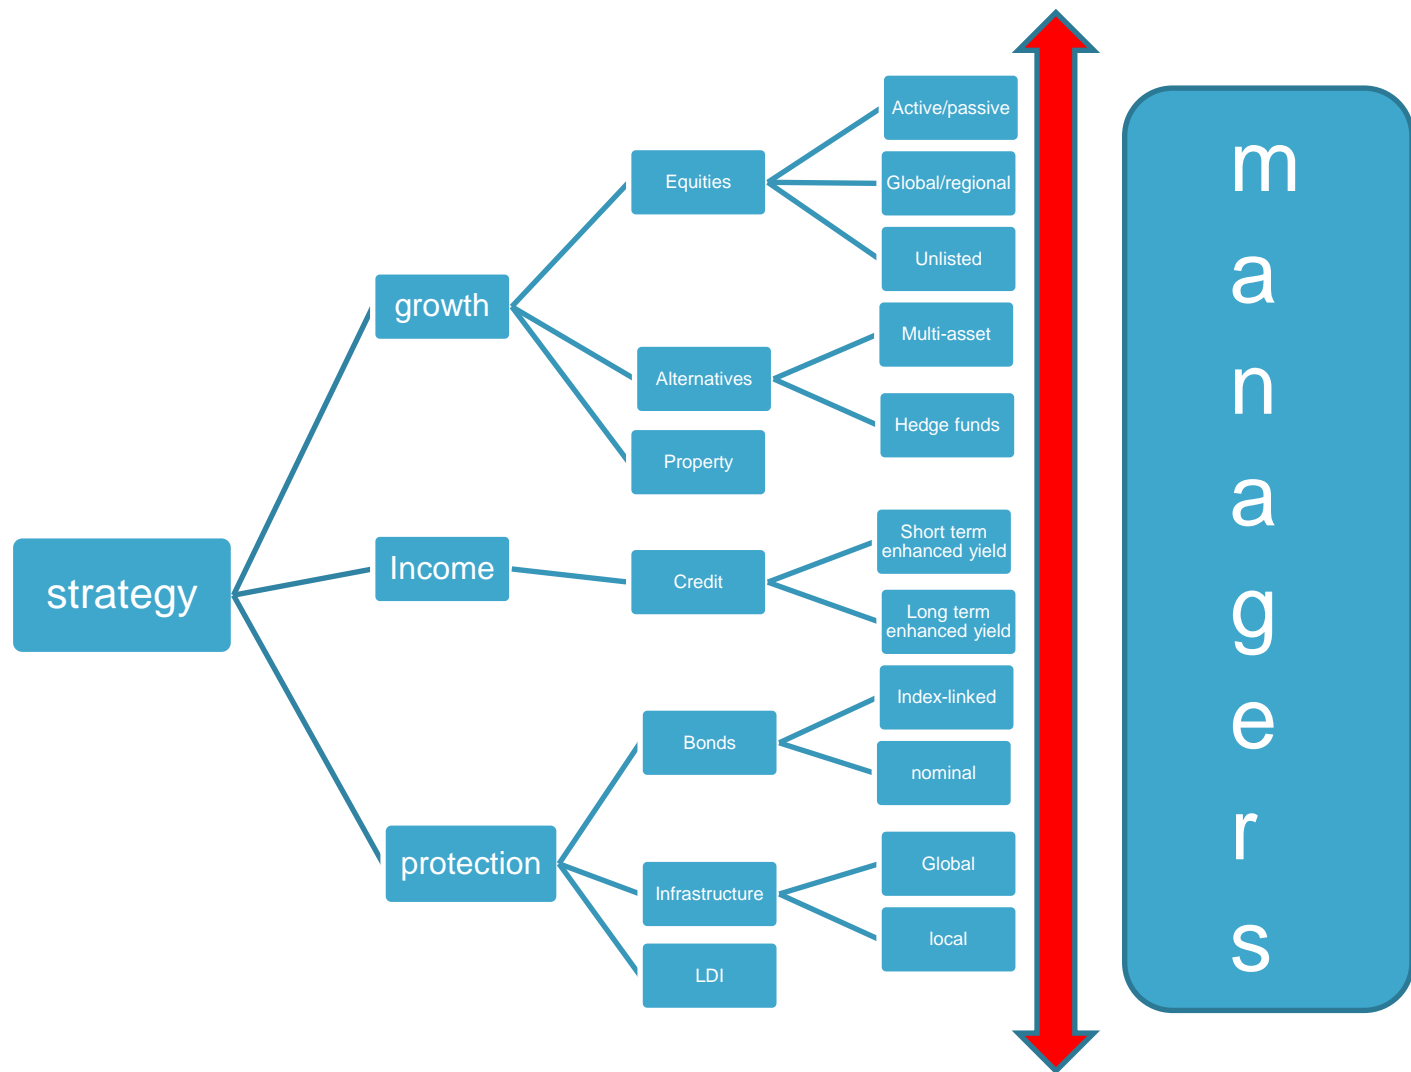 strategy
growth
Income
protection
Equities
Alternatives
Property
Credit
Bonds
Infrastructure
LDI
Active/passive
Global/regional
Unlisted
Multi-asset
Hedge funds
Short term
enhanced yield
Long term
enhanced yield
Index-linked
nominal
Global
local
m
a
n
a
g
e
r
s